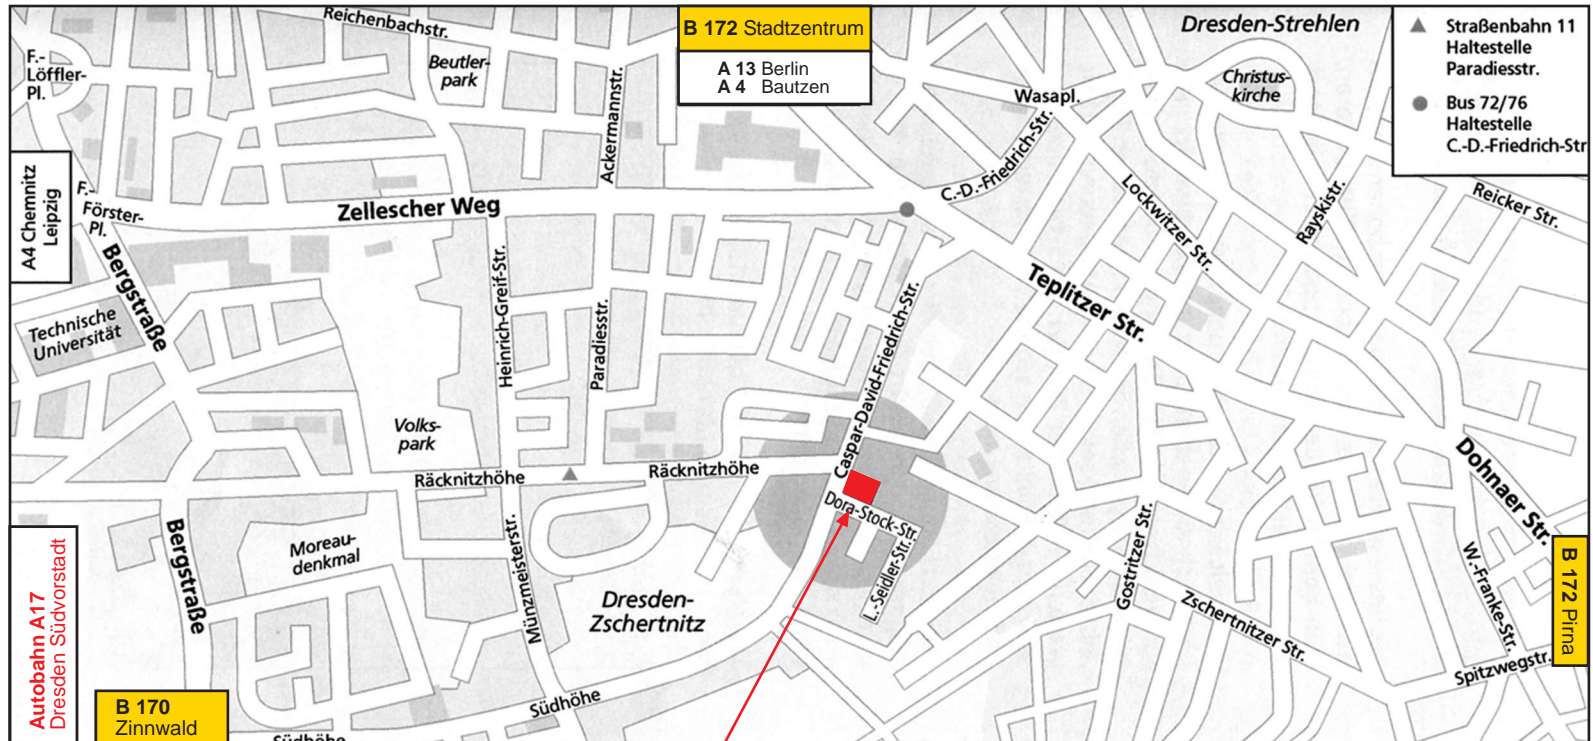 Reichenbachstr.
B 172 Stadtzentrum
A 13 Berlin
A 4 Bautzen
Dresden-Strehlen
Straßenbahn 11
Haltestelle
Paradiesstr.
Bus 72/76
Haltestelle
C.-D.-Friedrich-Str
F.-
Löffler-
Pl.
Beutler-
park
Ackermannstr.
Wasapl.
Christus-
kirche
C.-D.-Friedrich-Str.
Lockwitzer Str.
Rayskistr.
Reicker Str.
A4 Chemnitz
Leipzig
F.-
Förster-
Pl.
Zellescher Weg
Bergstraße
Technische
Universität
Heinrich-Greif-Str.
Paradiesstr.
Caspar-David-Friedrich-Str.
Teplitzer Str.
Volks-
park
Räcknitzhöhe
Räcknitzhöhe
Dora-Stock-Str.
L.-Seidler-Str.
Dohnaer Str.
Bergstraße
Moreau-
denkmal
Münzmeisterstr.
Dresden-
Zschertnitz
Gostritzer Str.
Zschertnitzer Str.
W.-Franke-Str.
Spitzwegstr.
B 172 Pirna
Autobahn A17
Dresden Südvorstadt
B 170
Zinnwald
Südhöhe
Südhöhe